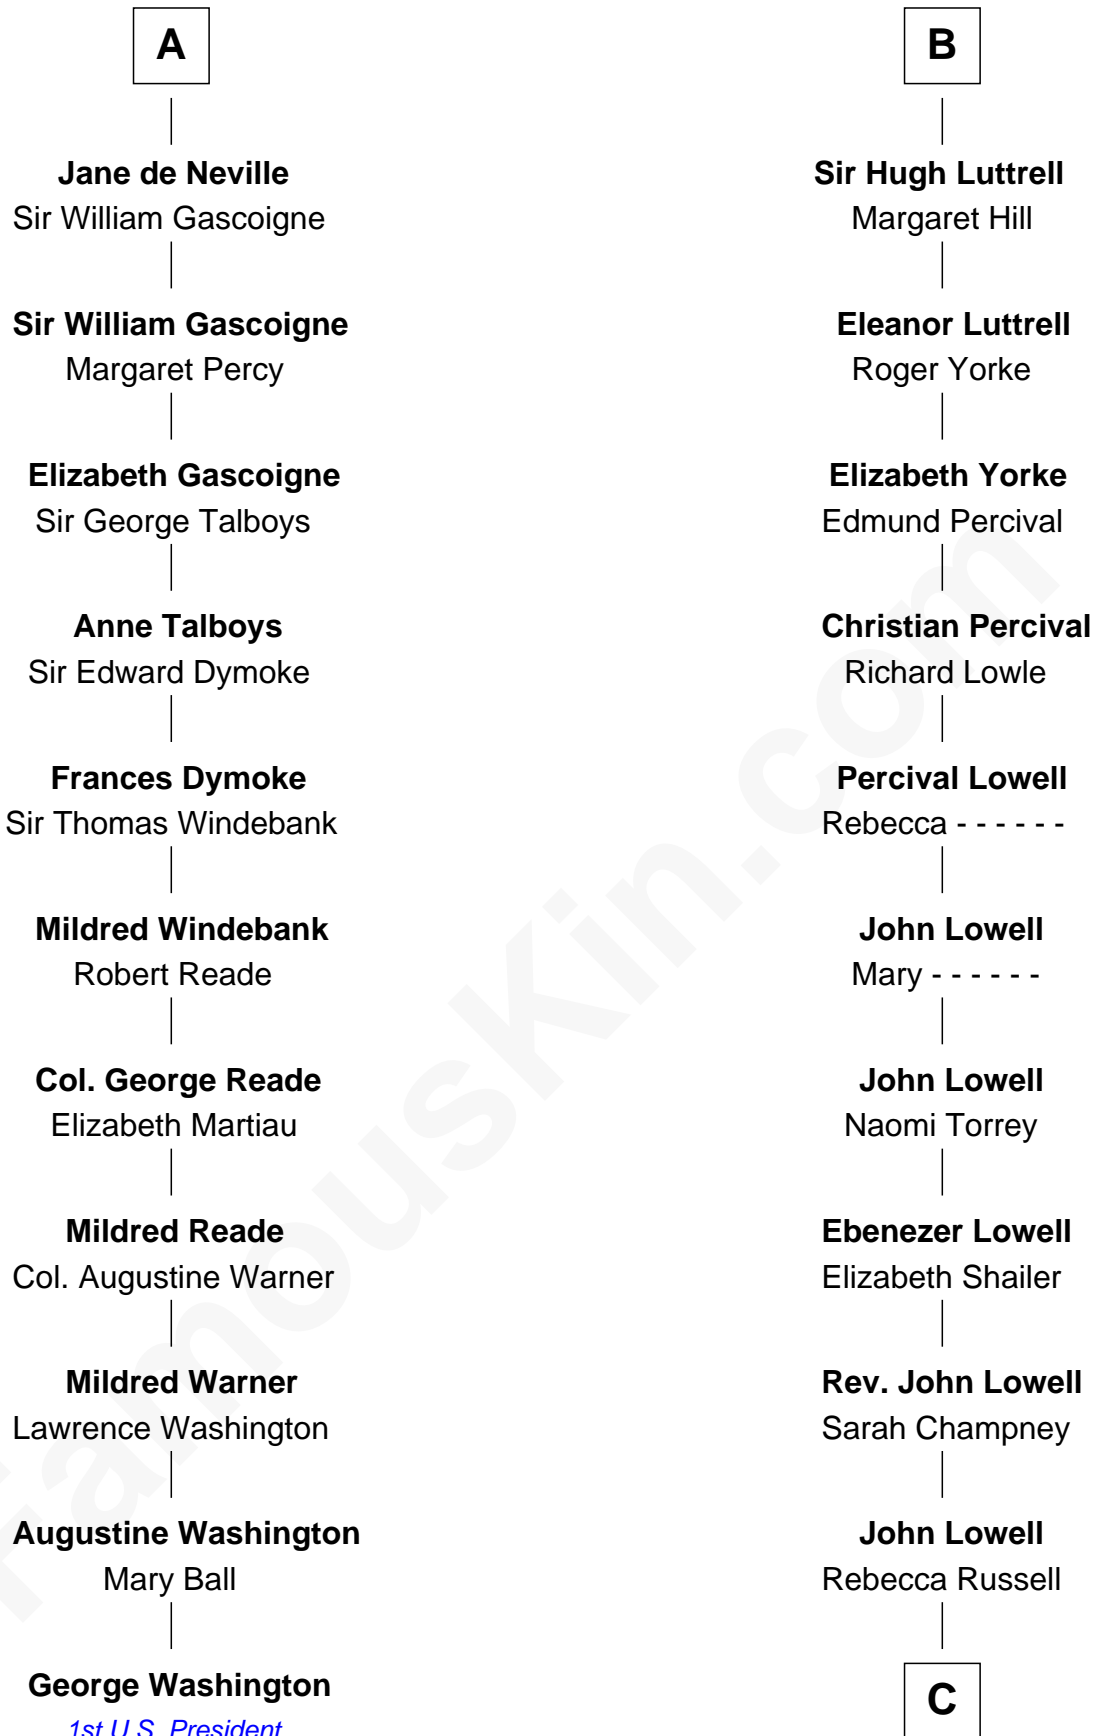 A
Jane de Neville
Sir William Gascoigne
Sir William Gascoigne
Margaret Percy
Elizabeth Gascoigne
Sir George Talboys
Anne Talboys
Sir Edward Dymoke
Frances Dymoke
Sir Thomas Windebank
Mildred Windebank
Robert Reade
Col. George Reade
Elizabeth Martiau
Mildred Reade
Col. Augustine Warner
Mildred Warner
Lawrence Washington
Augustine Washington
Mary Ball
George Washington
1st U.S. President
B
Sir Hugh Luttrell
Margaret Hill
Eleanor Luttrell
Roger Yorke
Elizabeth Yorke
Edmund Percival
Christian Percival
Richard Lowle
Percival Lowell
Rebecca - - - - - -
John Lowell
Mary - - - - - -
John Lowell
Naomi Torrey
Ebenezer Lowell
Elizabeth Shailer
Rev. John Lowell
Sarah Champney
John Lowell
Rebecca Russell
C
FamousKin.com